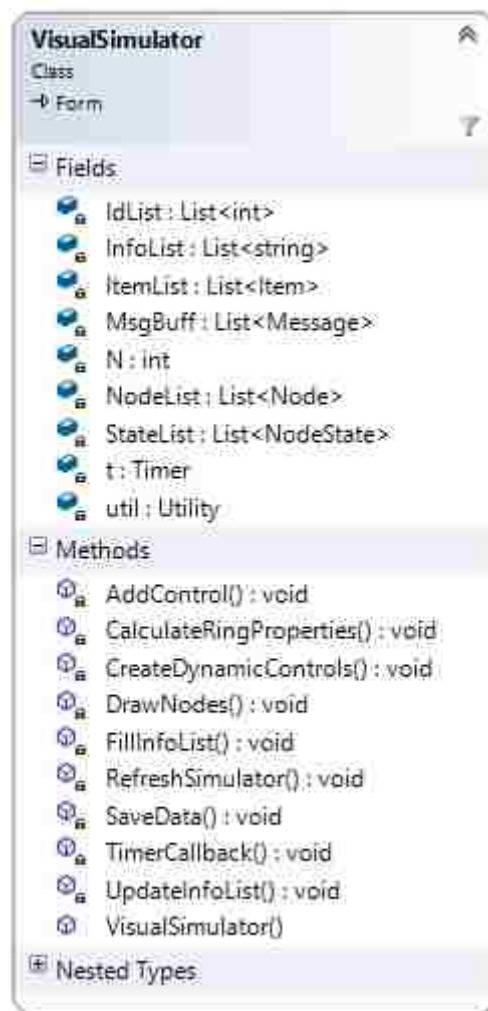 VisualSimulator
Class
Form
Fields
IdList : List<int>
InfoList : List<string>
ItemList : List<Item>
MsgBuff : List<Message>
N : int
NodeList : List<Node>
StateList : List<NodeState>
t : Timer
util : Utility
Methods
AddControl() : void
CalculateRingProperties() : void
CreateDynamicControls() : void
DrawNodes() : void
FillInfoList() : void
RefreshSimulator() : void
SaveData() : void
TimerCallback() : void
UpdateInfoList() : void
VisualSimulator()
Nested Types